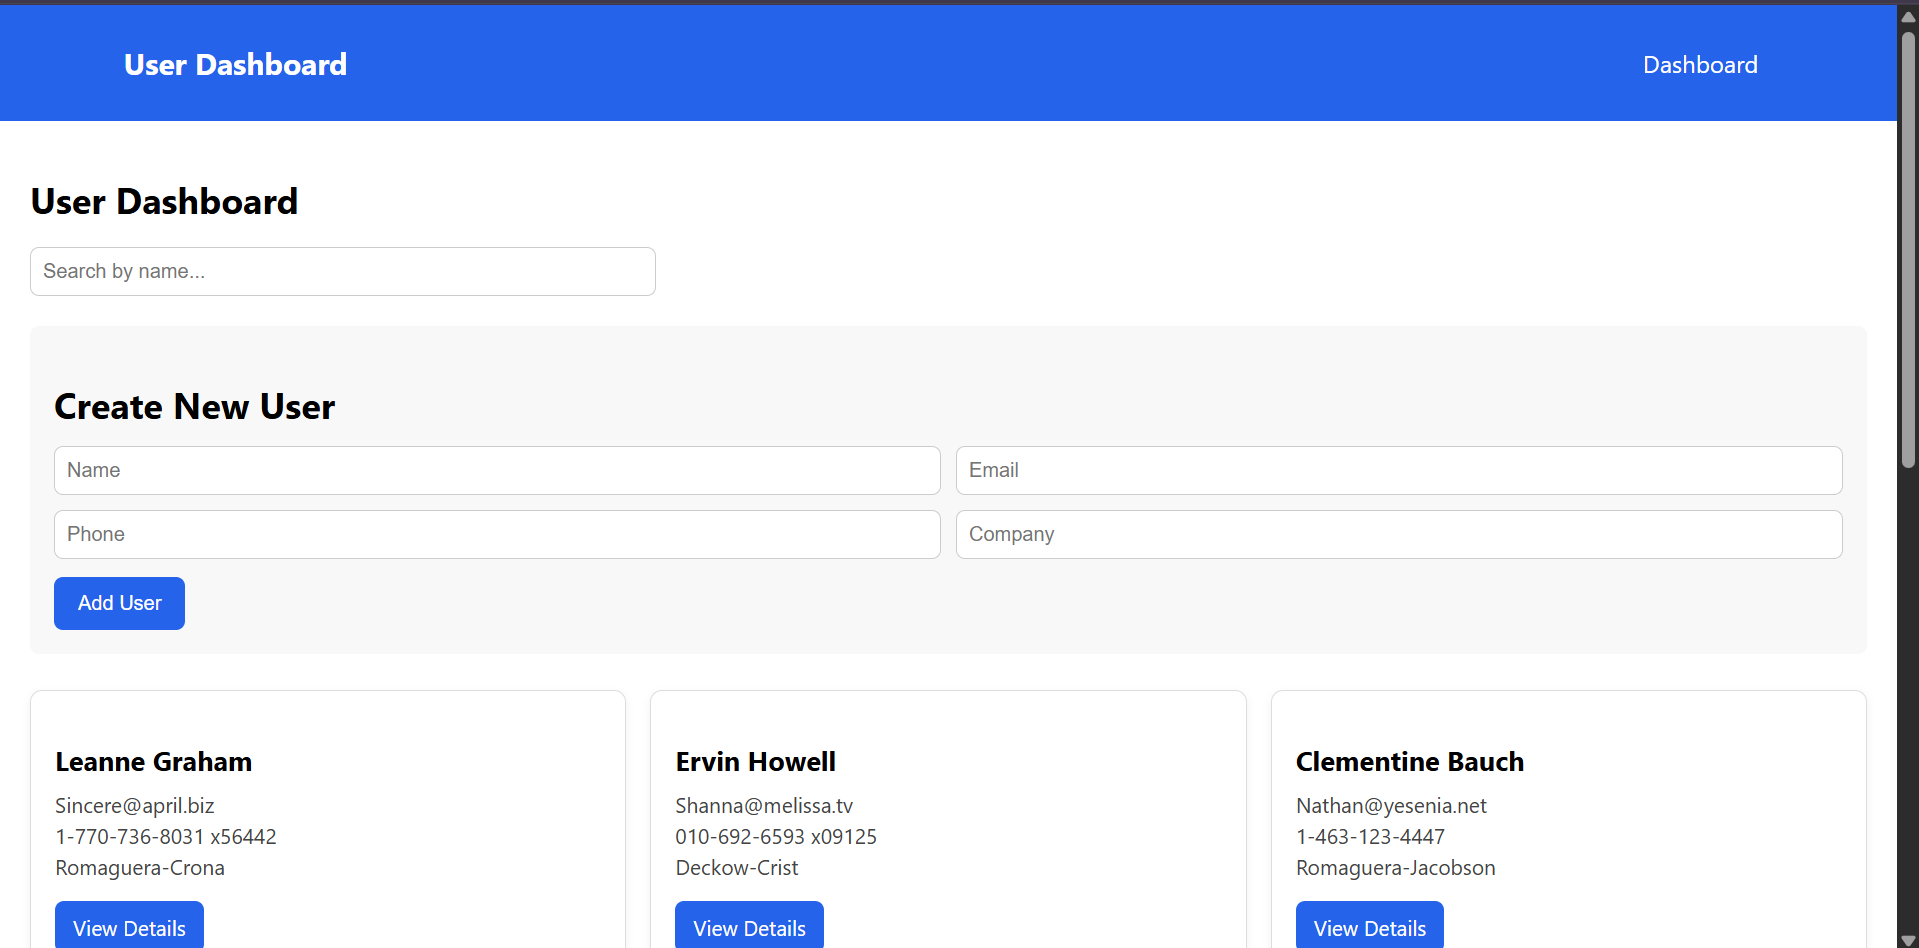 User Dashboard
Dashboard
User Dashboard
Search by name...
Create New User
Name
Email
Phone
Company
Add User
Leanne Graham
Sincere@april.biz
1-770-736-8031 x56442
Romaguera-Crona
View Details
Ervin Howell
Shanna@melissa.tv
010-692-6593 x09125
Deckow-Crist
View Details
Clementine Bauch
Nathan@yesenia.net
1-463-123-4447
Romaguera-Jacobson
View Details